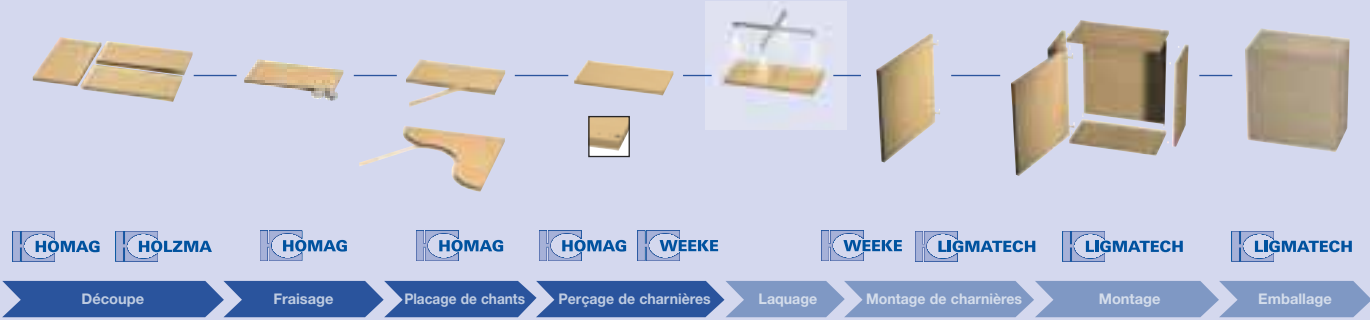 HOMAG HOLZMA HOMAG HOMAG HOMAG WEEKE WEEKE LIGMATECH LIGMATECH LIGMATECH
Découpe Fraisage Placage de chants Perçage de charnières Laquage Montage de charnières Montage Emballage